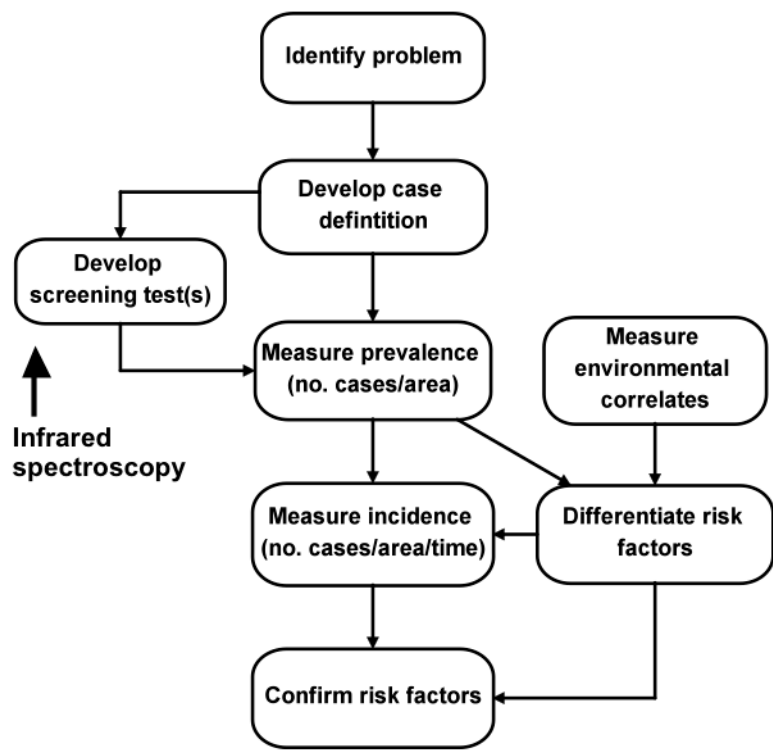 Identify problem
Develop case
defintition
Develop
screening test(s)
Measure prevalence
(no. cases/area)
Measure
environmental
correlates
Infrared
spectroscopy
Measure incidence
(no. cases/area/time)
Differentiate risk
factors
Confirm risk factors